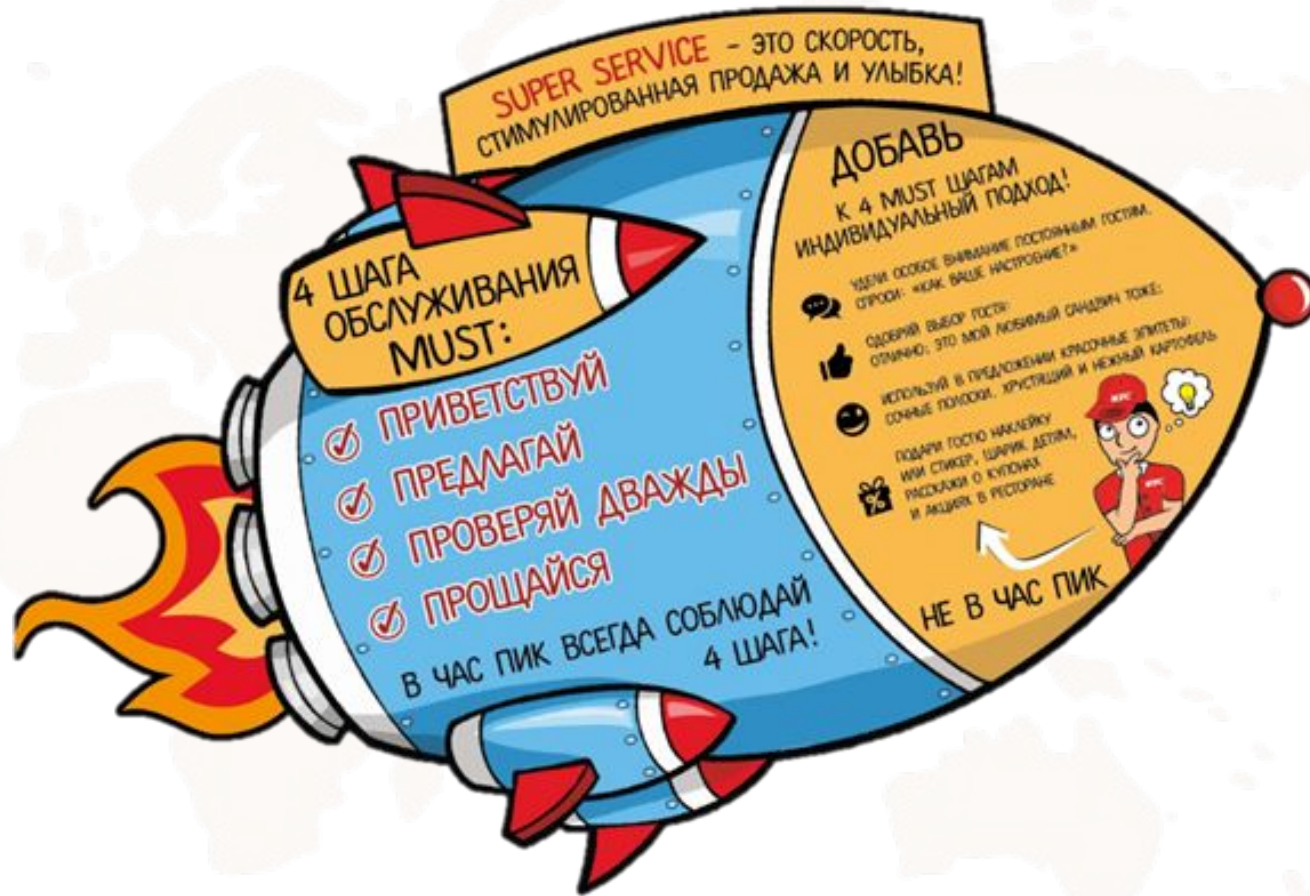 SUPER SERVICE - ЭТО СКОРОСТЬ,
СТИМУЛИРОВАННАЯ ПРОДАЖА И УЛЫБКА!
4 ШАГА
ОБСЛУЖИВАНИЯ
MUST:
ПРИВЕТСТВУЙ
ПРЕДЛАГАЙ
ПРОВЕРЯЙ ДВАЖДЫ
ПРОЩАЙСЯ
В ЧАС ПИК ВСЕГДА СОБЛЮДАЙ
4 ШАГА!
ДОБАВЬ
К 4 MUST ШАГАМ
ИНДИВИДУАЛЬНЫЙ ПОДХОД!
УДЕЛИ ОСОБОЕ ВНИМАНИЕ ПОСТОЯННЫМ ГОСТЯМ.
СПРОСИ: «КАК ВАШЕ НАСТРОЕНИЕ?»
ОДОБРЯЙ ВЫБОР ГОСТЯ:
ОТЛИЧНО; ЭТО МОЙ ЛЮБИМЫЙ САНДВИЧ ТОЖЕ;
ИСПОЛЬЗУЙ В ПРЕДЛОЖЕНИИ КРАСОЧНЫЕ ЭПИТЕТЫ:
СОЧНЫЕ ПОЛОСКИ, ХРУСТЯЩИЙ И НЕЖНЫЙ КАРТОФЕЛЬ
ПОДАРИ ГОСТЮ НАКЛЕЙКУ
ИЛИ СТИКЕР, ШАРИК ДЕТЯМ,
РАССКАЖИ О КУПОНАХ
И АКЦИЯХ В РЕСТОРАНЕ
KFC
KFC
НЕ В ЧАС ПИК